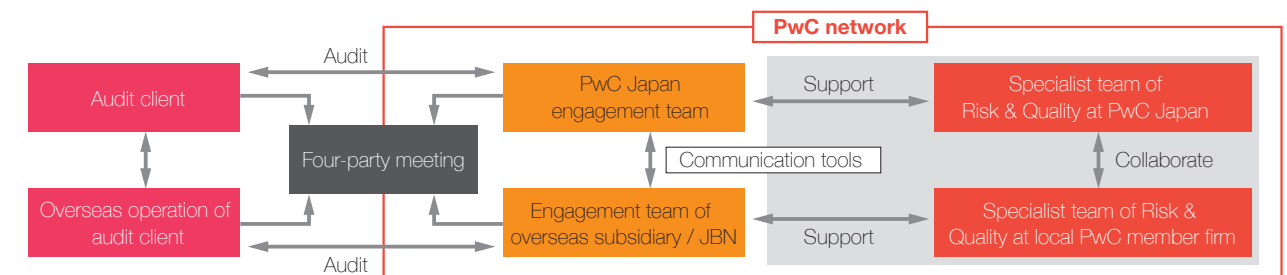 PwC network
Audit
Audit client
PwC Japan
engagement team
Support
Specialist team of
Risk & Quality at PwC Japan
Four-party meeting
Communication tools
Collaborate
Overseas operation of
audit client
Engagement team of
overseas subsidiary / JBN
Support
Specialist team of Risk &
Quality at local PwC member firm
Audit